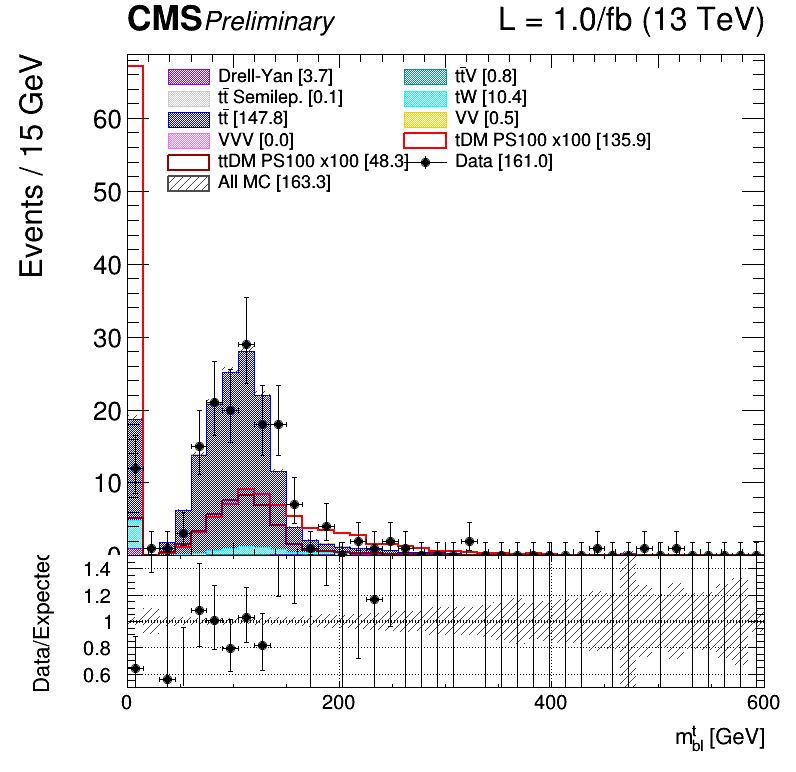 CMS Preliminary L = 1.0/fb (13 TeV)
Events / 15 GeV
Drell-Yan [3.7]
tt̄V [0.8]
tt̄ Semilep. [0.1]
tW [10.4]
tt̄ [147.8]
VV [0.5]
VVV [0.0]
tDM PS100 x100 [135.9]
ttDM PS100 x100 [48.3]
Data [161.0]
All MC [163.3]
60
50
40
30
20
10
0
Data/Expected
1.4
1.2
1
0.8
0.6
0 200 400 600
m^t_bl [GeV]